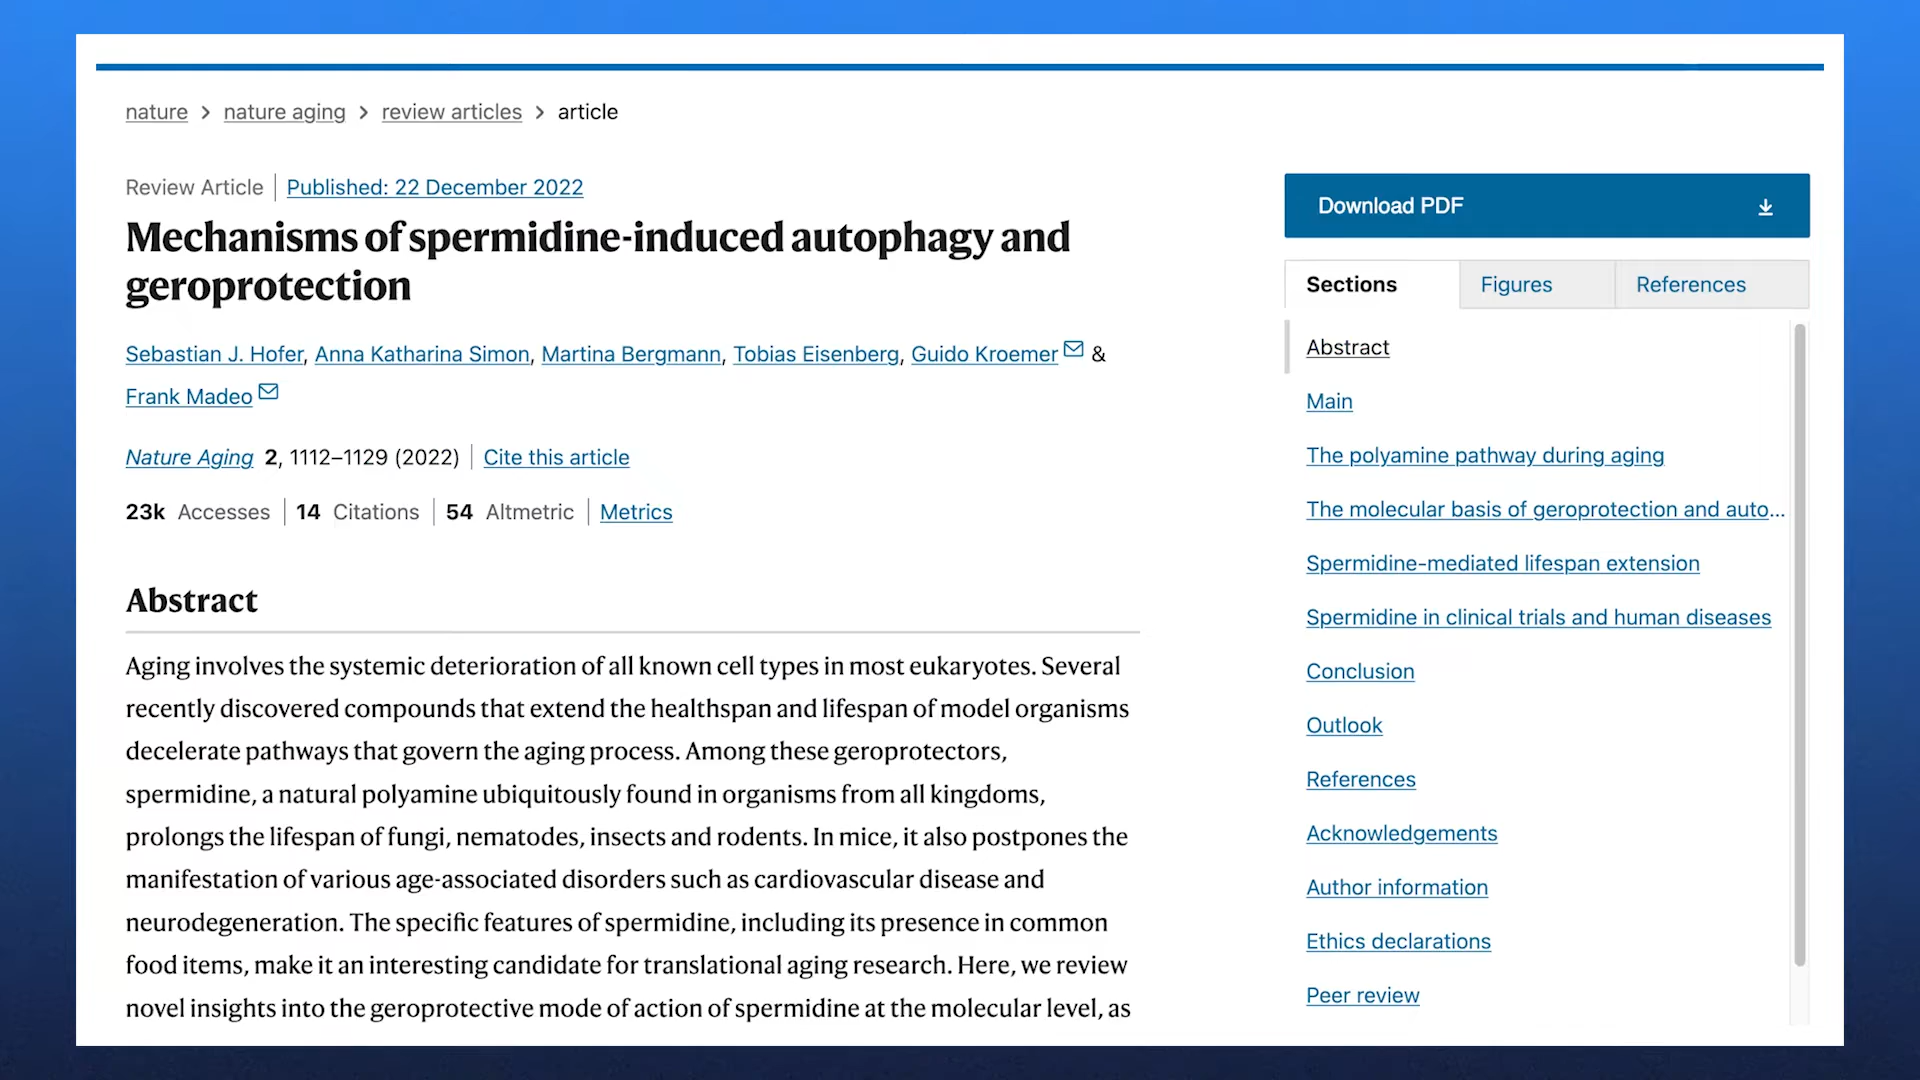 nature > nature aging > review articles > article
Review Article | Published: 22 December 2022
Mechanisms of spermidine-induced autophagy and
geroprotection
Sebastian J. Hofer, Anna Katharina Simon, Martina Bergmann, Tobias Eisenberg, Guido Kroemer &
Frank Madeo
Nature Aging 2, 1112–1129 (2022) | Cite this article
23k Accesses | 14 Citations | 54 Altmetric | Metrics
Abstract
Aging involves the systemic deterioration of all known cell types in most eukaryotes. Several
recently discovered compounds that extend the healthspan and lifespan of model organisms
decelerate pathways that govern the aging process. Among these geroprotectors,
spermidine, a natural polyamine ubiquitously found in organisms from all kingdoms,
prolongs the lifespan of fungi, nematodes, insects and rodents. In mice, it also postpones the
manifestation of various age-associated disorders such as cardiovascular disease and
neurodegeneration. The specific features of spermidine, including its presence in common
food items, make it an interesting candidate for translational aging research. Here, we review
novel insights into the geroprotective mode of action of spermidine at the molecular level, as
Download PDF
Sections
Figures
References
Abstract
Main
The polyamine pathway during aging
The molecular basis of geroprotection and auto...
Spermidine-mediated lifespan extension
Spermidine in clinical trials and human diseases
Conclusion
Outlook
References
Acknowledgements
Author information
Ethics declarations
Peer review